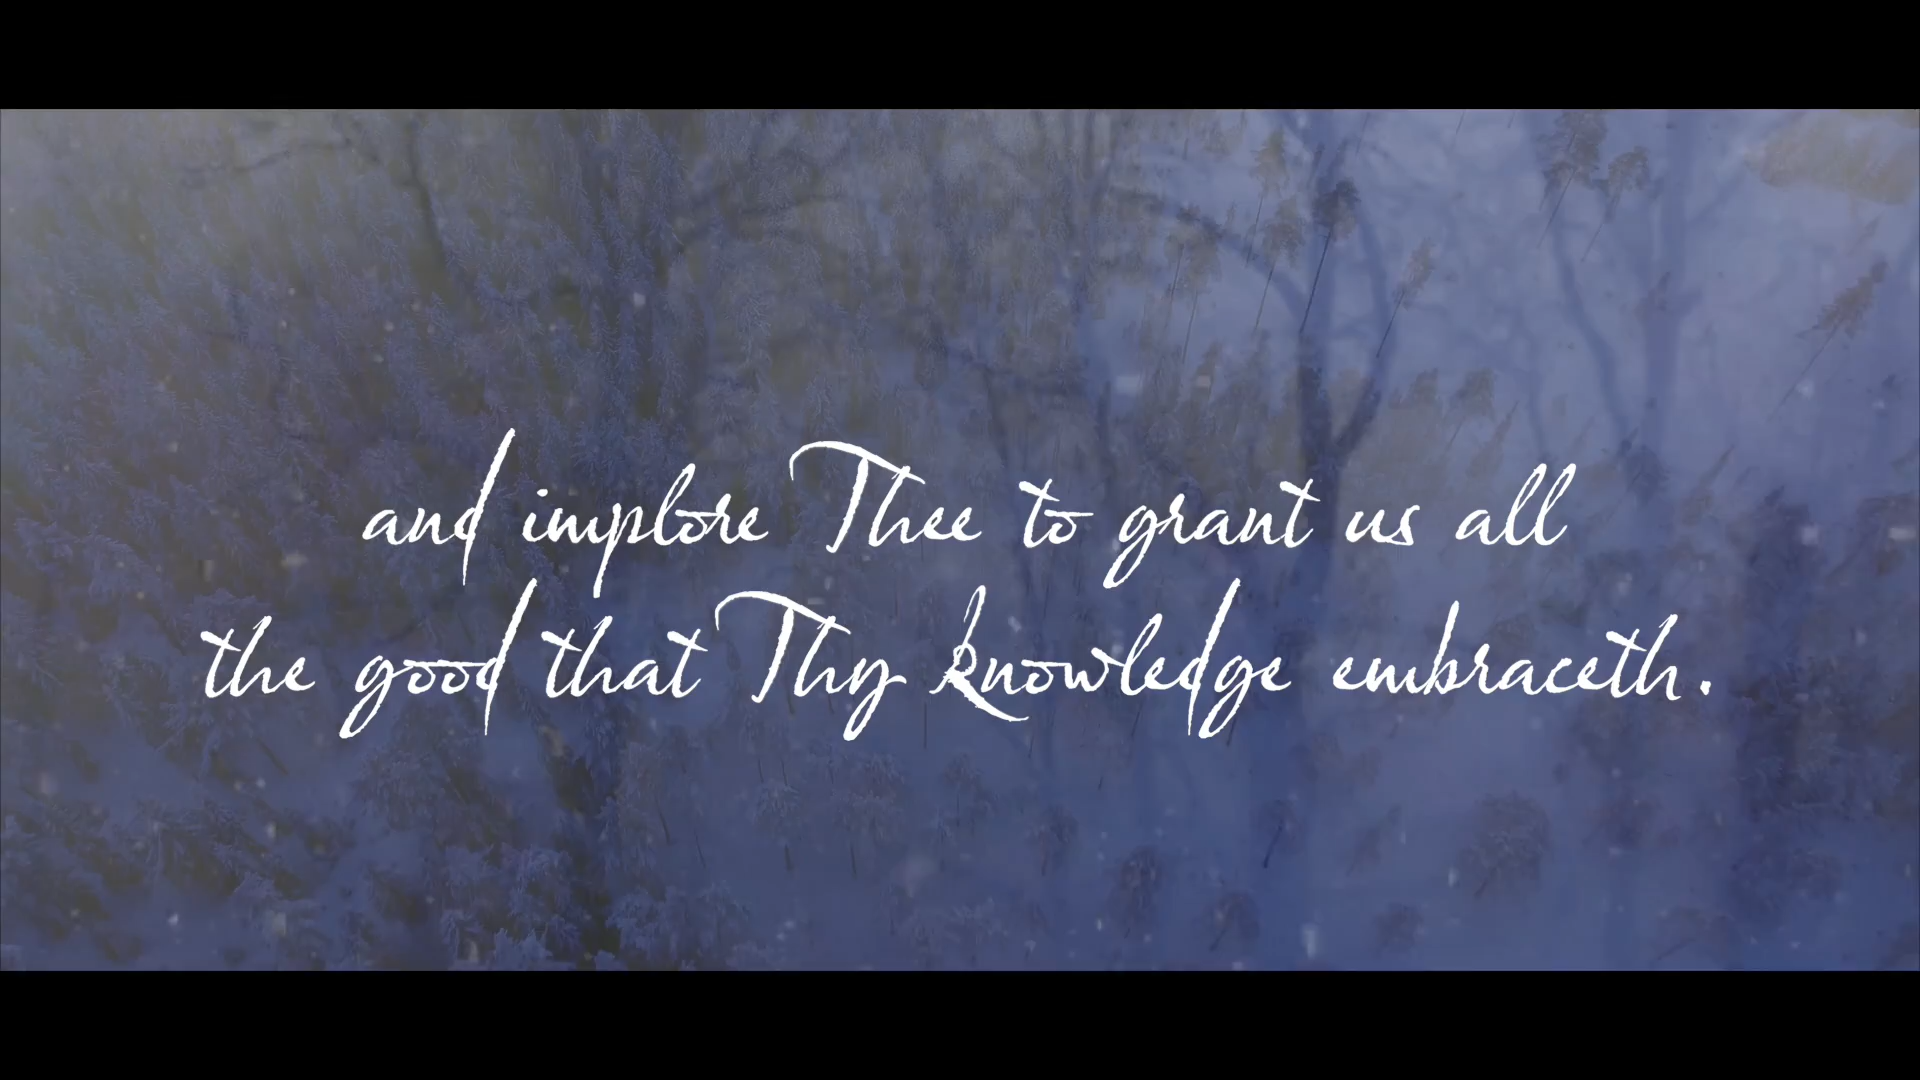 and implore Thee to grant us all
the good that Thy knowledge embraceth.